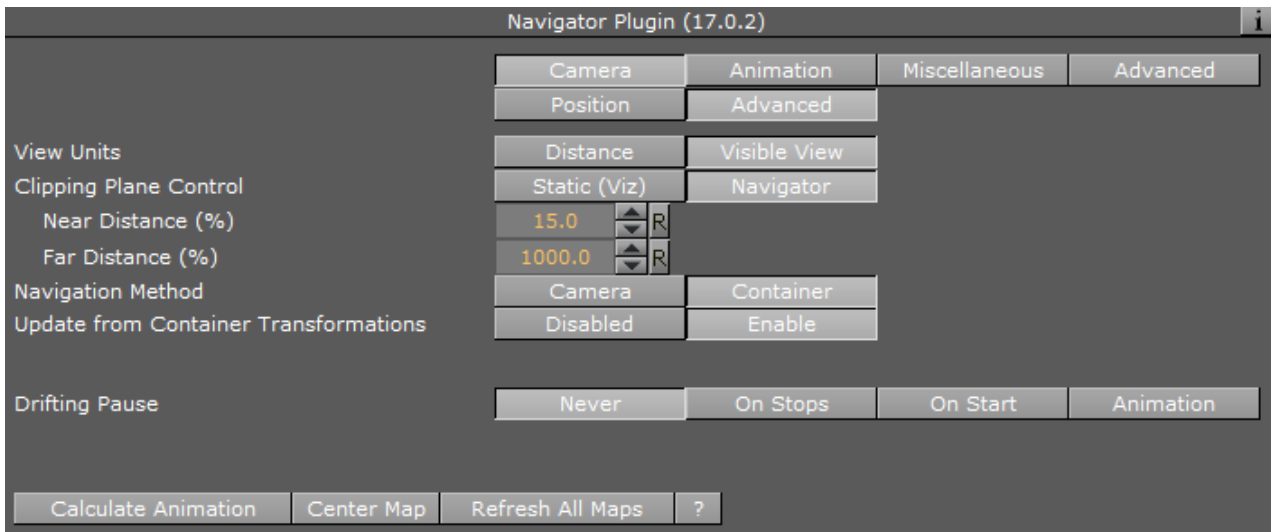 Navigator Plugin (17.0.2) i
Camera Animation Miscellaneous Advanced
Position Advanced
View Units Distance Visible View
Clipping Plane Control Static (Viz) Navigator
Near Distance (%) 15.0 R
Far Distance (%) 1000.0 R
Navigation Method Camera Container
Update from Container Transformations Disabled Enable
Drifting Pause Never On Stops On Start Animation
Calculate Animation Center Map Refresh All Maps ?